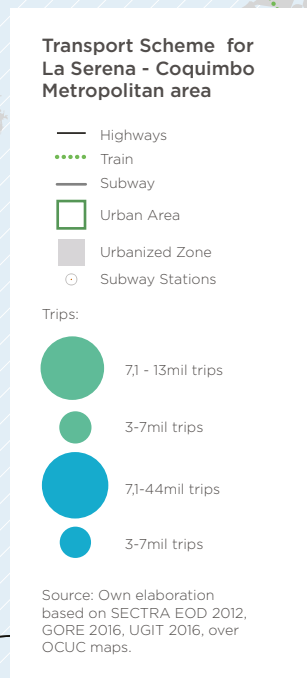 Transport Scheme for
La Serena - Coquimbo
Metropolitan area
Highways
Train
Subway
Urban Area
Urbanized Zone
Subway Stations
Trips:
7,1 - 13mil trips
3-7mil trips
7,1-44mil trips
3-7mil trips
Source: Own elaboration
based on SECTRA EOD 2012,
GORE 2016, UGIT 2016, over
OCUC maps.